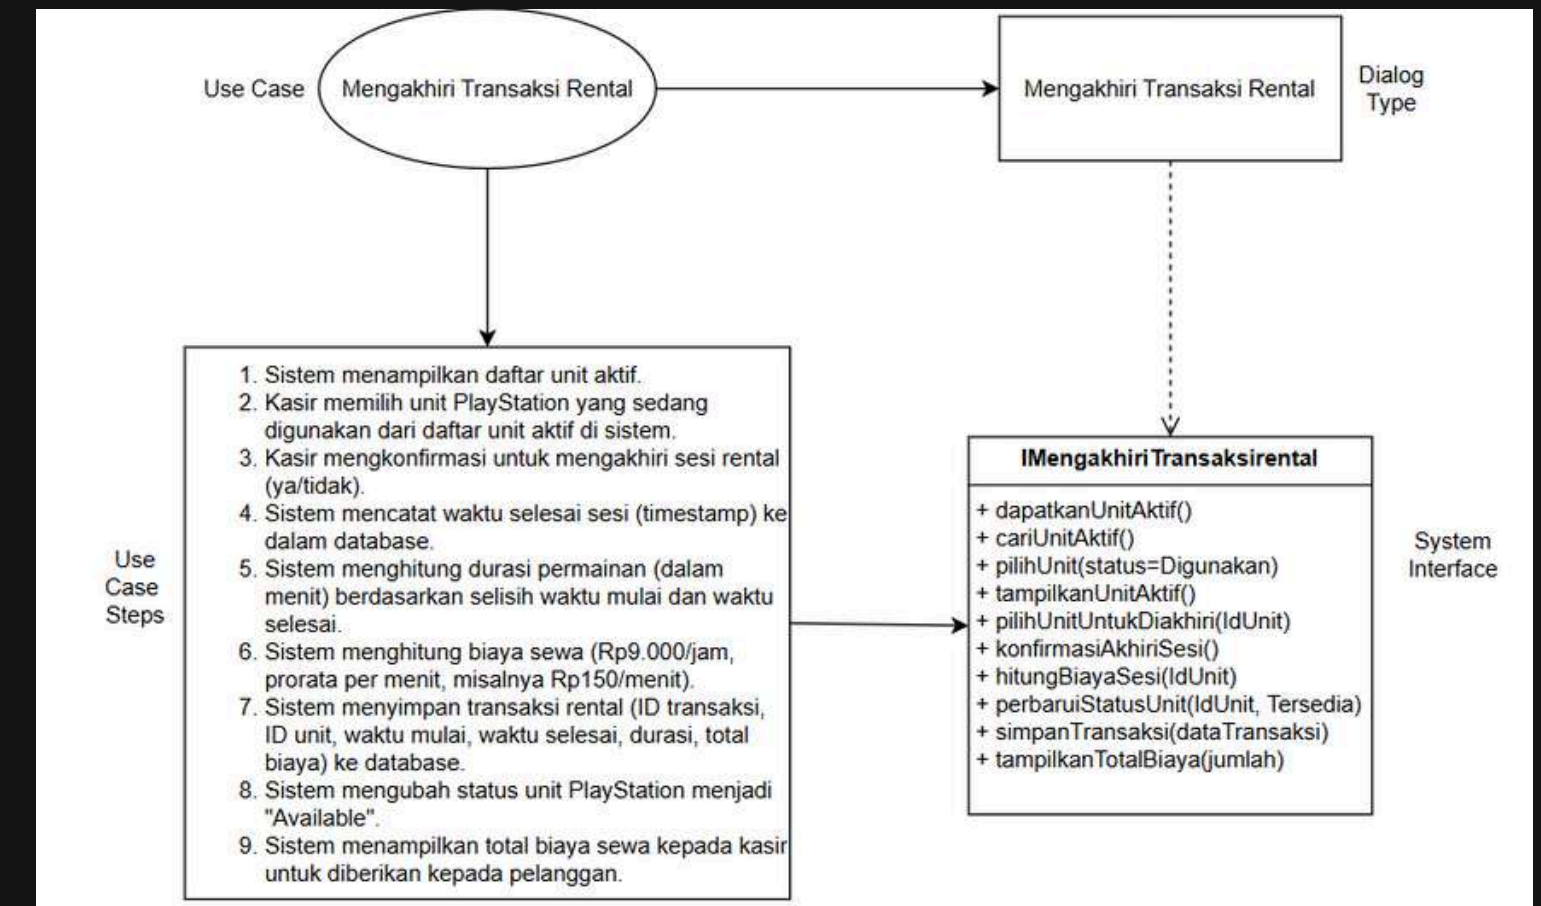 Use Case
Mengakhiri Transaksi Rental
Mengakhiri Transaksi Rental
Dialog
Type
1. Sistem menampilkan daftar unit aktif.
2. Kasir memilih unit PlayStation yang sedang
digunakan dari daftar unit aktif di sistem.
3. Kasir mengkonfirmasi untuk mengakhiri sesi rental
(ya/tidak).
4. Sistem mencatat waktu selesai sesi (timestamp) ke
dalam database.
5. Sistem menghitung durasi permainan (dalam
menit) berdasarkan selisih waktu mulai dan waktu
selesai.
6. Sistem menghitung biaya sewa (Rp9.000/jam,
prorata per menit, misalnya Rp150/menit).
7. Sistem menyimpan transaksi rental (ID transaksi,
ID unit, waktu mulai, waktu selesai, durasi, total
biaya) ke database.
8. Sistem mengubah status unit PlayStation menjadi
"Available".
9. Sistem menampilkan total biaya sewa kepada kasir
untuk diberikan kepada pelanggan.
Use
Case
Steps
IMengakhiriTransaksirental
+ dapatkanUnitAktif()
+ cariUnitAktif()
+ pilihUnit(status=Digunakan)
+ tampilkanUnitAktif()
+ pilihUnitUntukDiakhiri(IdUnit)
+ konfirmasiAkhiriSesi()
+ hitungBiayaSesi(IdUnit)
+ perbaruiStatusUnit(IdUnit, Tersedia)
+ simpanTransaksi(dataTransaksi)
+ tampilkanTotalBiaya(jumlah)
System
Interface